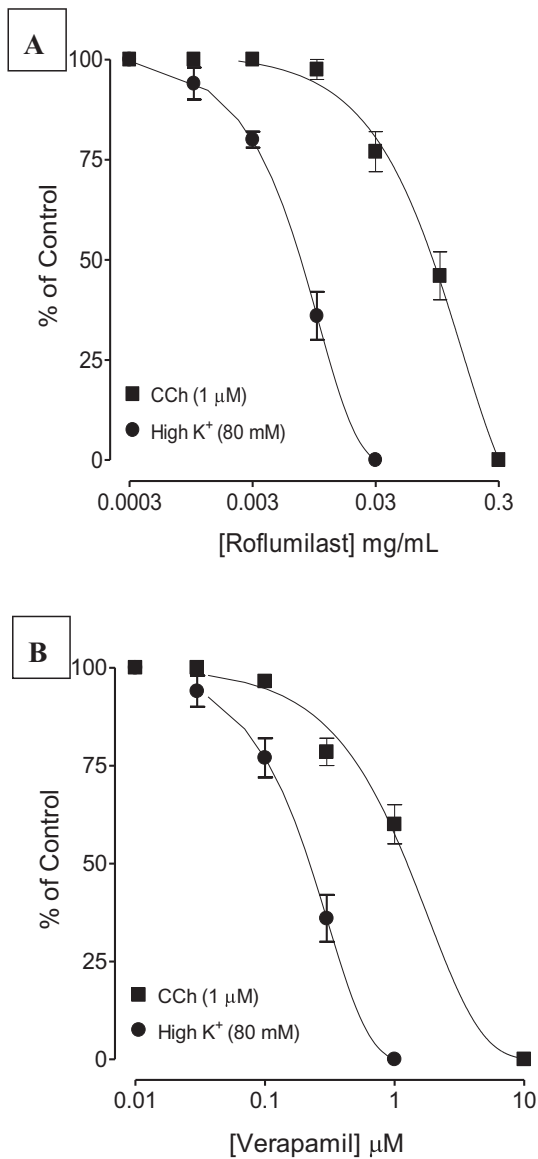 A
100
75
50
25
0
% of Control
■ CCh (1 μM)
● High K⁺ (80 mM)
0.0003 0.003 0.03 0.3
[Roflumilast] mg/mL
B
100
75
50
25
0
% of Control
■ CCh (1 μM)
● High K⁺ (80 mM)
0.01 0.1 1 10
[Verapamil] μM